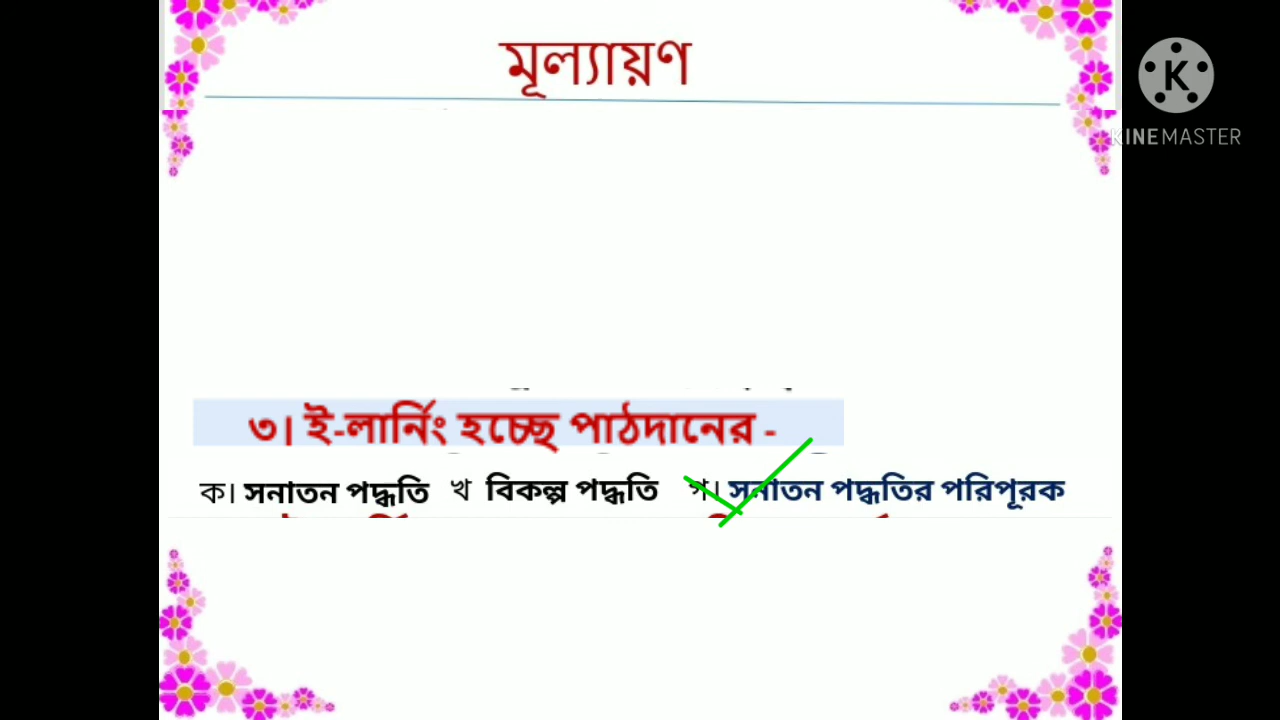 মূল্যায়ণ
K
KINEMASTER
৩। ই-লার্নিং হচ্ছে পাঠদানের -
ক। সনাতন পদ্ধতি খ বিকল্প পদ্ধতি গ। সনাতন পদ্ধতির পরিপূরক